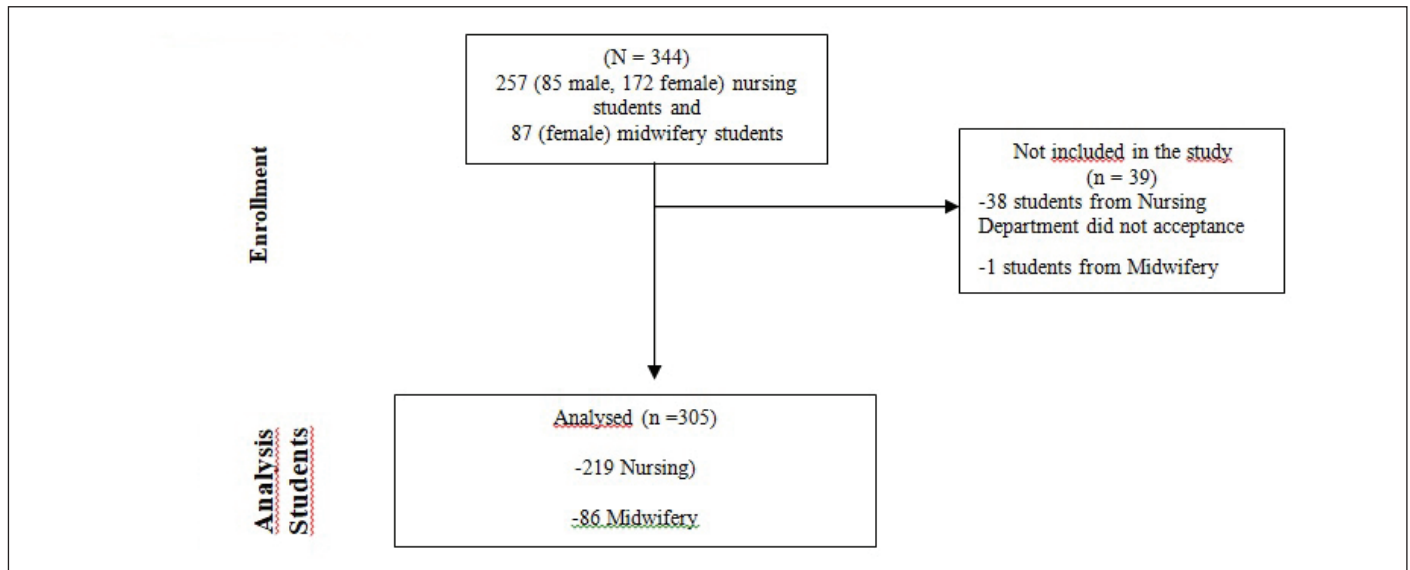 (N = 344)
257 (85 male, 172 female) nursing
students and
87 (female) midwifery students
Enrollment
Not included in the study
(n = 39)
-38 students from Nursing
Department did not acceptance
-1 students from Midwifery
Analysis
Students
Analysed (n =305)
-219 Nursing)
-86 Midwifery